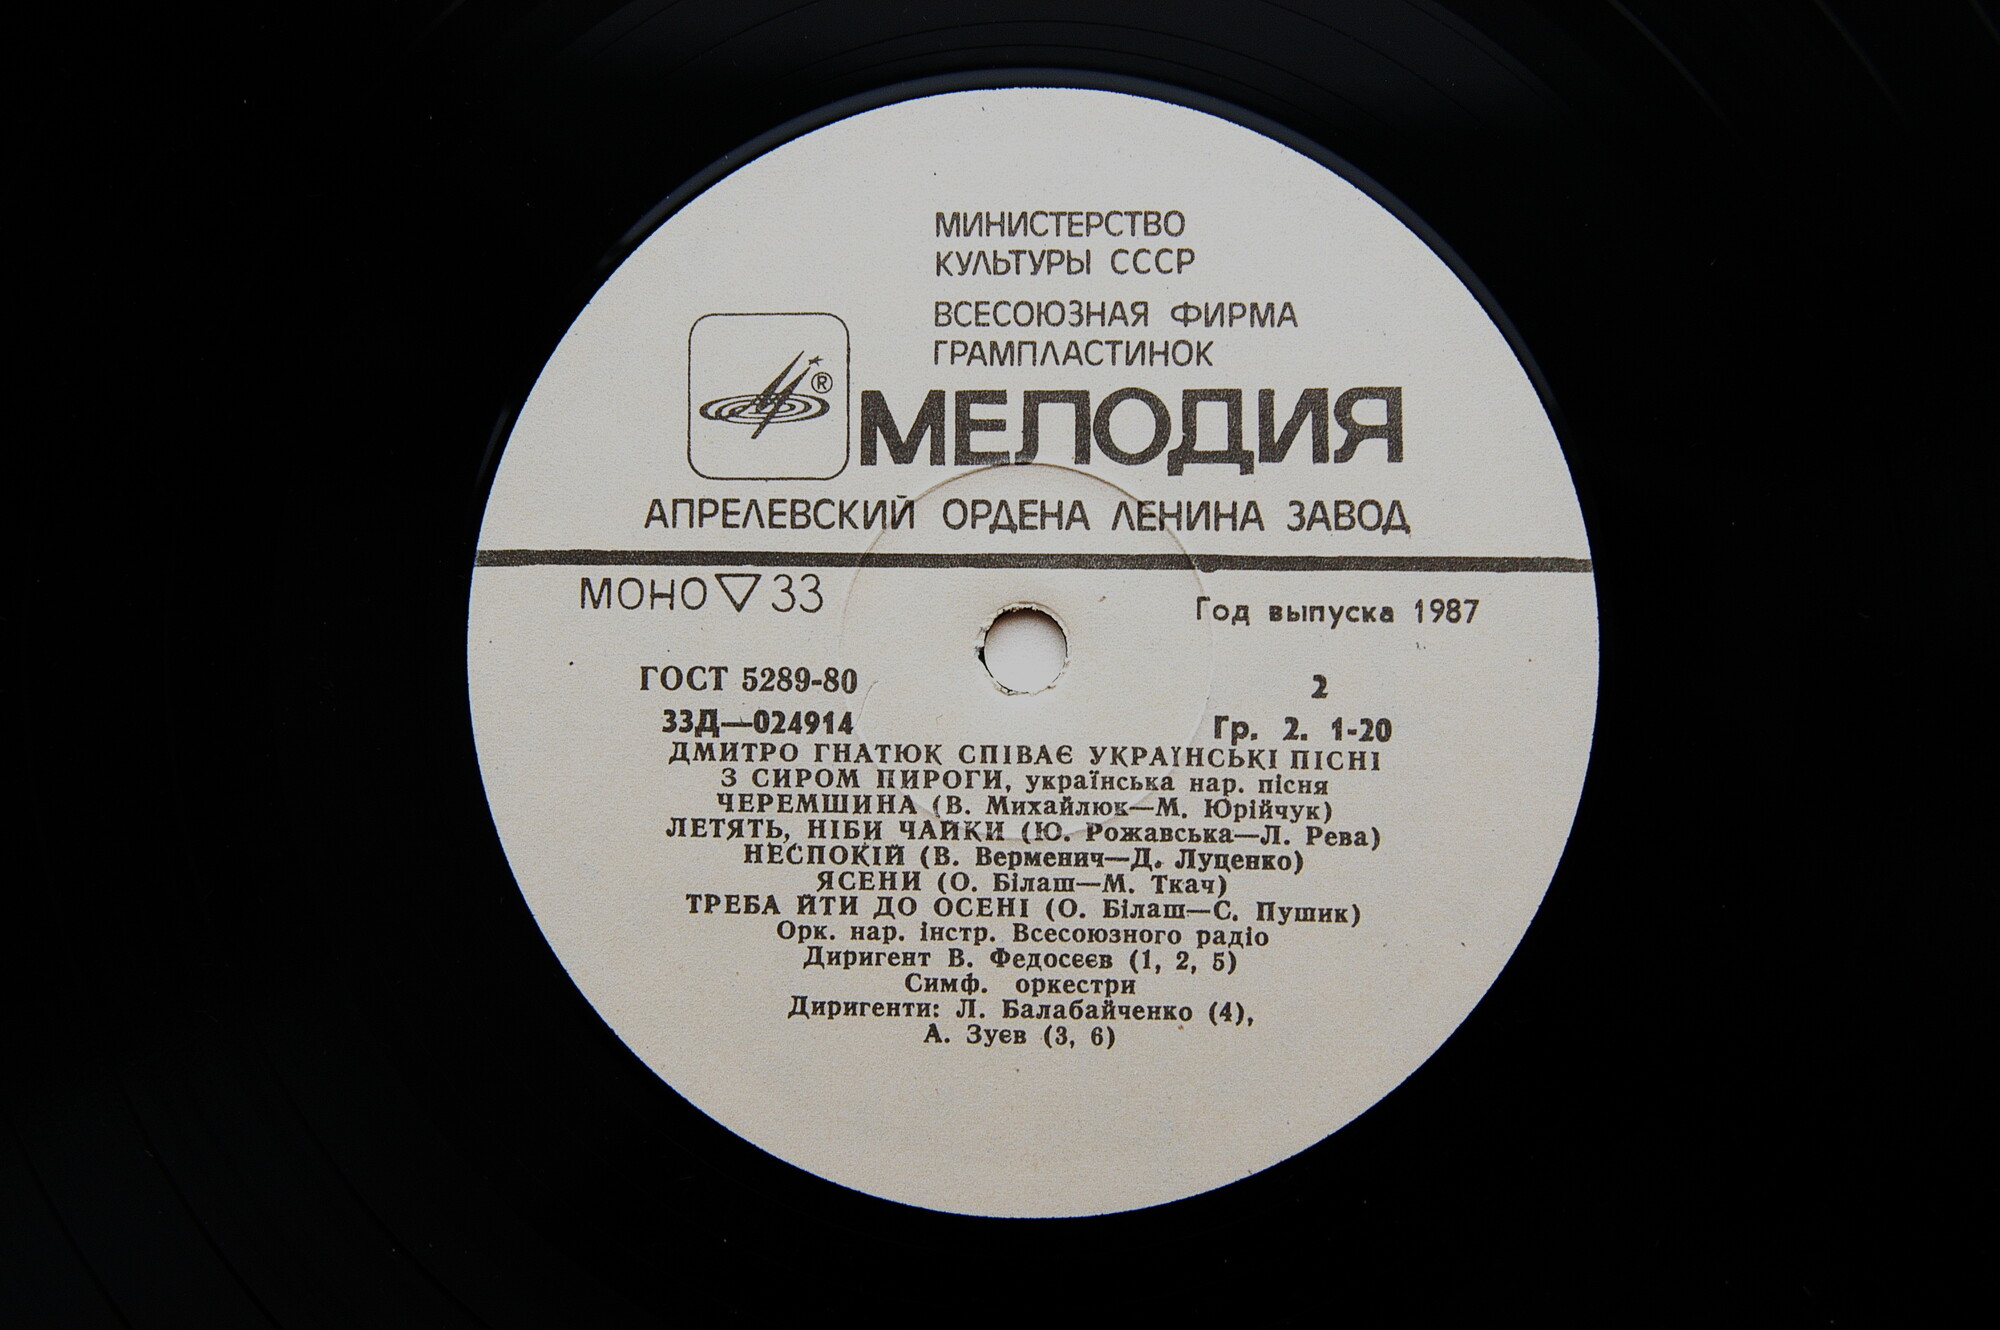 МИНИСТЕРСТВО
КУЛЬТУРЫ СССР
ВСЕСОЮЗНАЯ ФИРМА
ГРАМПЛАСТИНОК
®
МЕЛОДИЯ
АПРЕЛЕВСКИЙ ОРДЕНА ЛЕНИНА ЗАВОД
МОНО ▽ 33
Год выпуска 1987
ГОСТ 5289-80
2
33Д—024914
Гр. 2. 1-20
ДМИТРО ГНАТЮК СПІВАЄ УКРАЇНСЬКІ ПІСНІ
З СИРОМ ПИРОГИ, українська нар. пісня
ЧЕРЕМШИНА (В. Михайлюк—М. Юрійчук)
ЛЕТЯТЬ, НІБИ ЧАЙКИ (Ю. Рожавська—Л. Рева)
НЕСПОКІЙ (В. Верменич—Д. Луценко)
ЯСЕНИ (О. Білаш—М. Ткач)
ТРЕБА ЙТИ ДО ОСЕНІ (О. Білаш—С. Пушик)
Орк. нар. інстр. Всесоюзного радіо
Диригент В. Федосеєв (1, 2, 5)
Симф. оркестри
Диригенти: Л. Балабайченко (4),
А. Зуєв (3, 6)